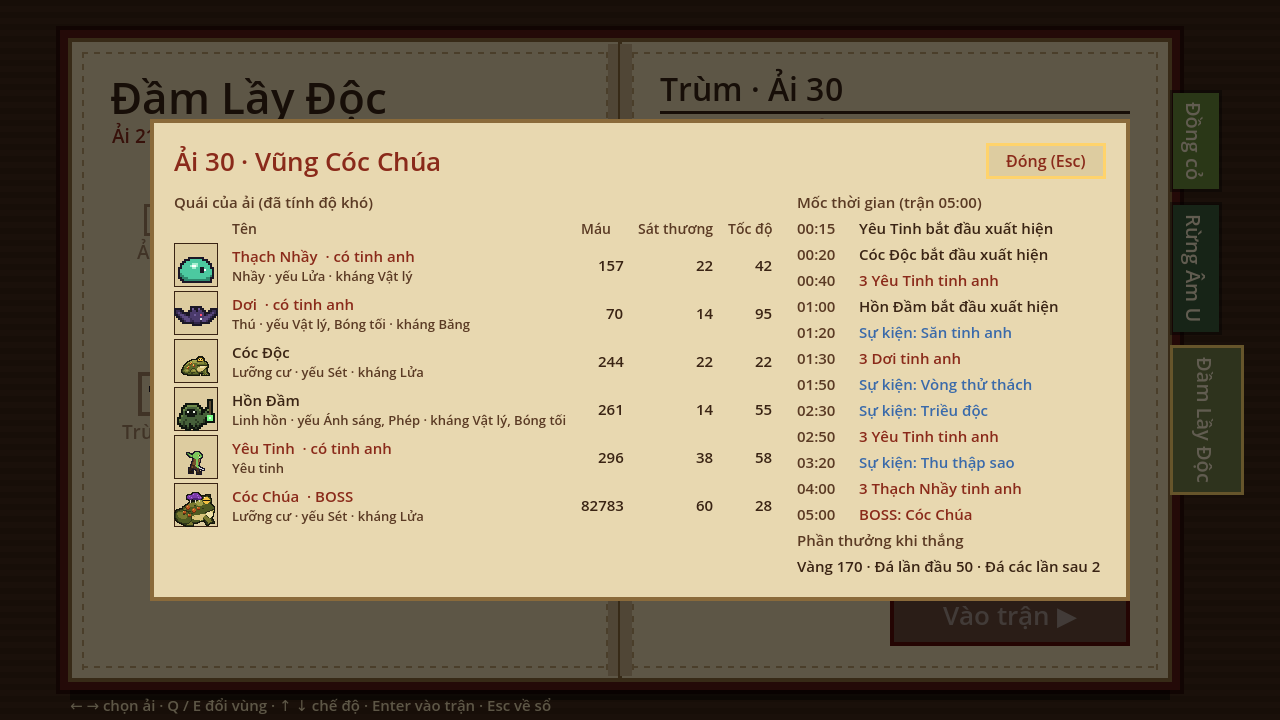 Đầm Lầy Độc
Trùm · Ải 30
Ải 21
Ải 30 · Vũng Cóc Chúa
Đóng (Esc)
Quái của ải (đã tính độ khó)
Tên Máu Sát thương Tốc độ
Thạch Nhầy · có tinh anh
Nhầy · yếu Lửa · kháng Vật lý
157 22 42
Dơi · có tinh anh
Thú · yếu Vật lý, Bóng tối · kháng Băng
70 14 95
Cóc Độc
Lưỡng cư · yếu Sét · kháng Lửa
244 22 22
Hồn Đầm
Linh hồn · yếu Ánh sáng, Phép · kháng Vật lý, Bóng tối
261 14 55
Yêu Tinh · có tinh anh
Yêu tinh
296 38 58
Cóc Chúa · BOSS
Lưỡng cư · yếu Sét · kháng Lửa
82783 60 28
Mốc thời gian (trận 05:00)
00:15 Yêu Tinh bắt đầu xuất hiện
00:20 Cóc Độc bắt đầu xuất hiện
00:40 3 Yêu Tinh tinh anh
01:00 Hồn Đầm bắt đầu xuất hiện
01:20 Sự kiện: Săn tinh anh
01:30 3 Dơi tinh anh
01:50 Sự kiện: Vòng thử thách
02:30 Sự kiện: Triều độc
02:50 3 Yêu Tinh tinh anh
03:20 Sự kiện: Thu thập sao
04:00 3 Thạch Nhầy tinh anh
05:00 BOSS: Cóc Chúa
Phần thưởng khi thắng
Vàng 170 · Đá lần đầu 50 · Đá các lần sau 2
Vào trận ▶
Đồng cỏ
Rừng Âm U
Đầm Lầy Độc
← → chọn ải · Q / E đổi vùng · ↑ ↓ chế độ · Enter vào trận · Esc về sổ